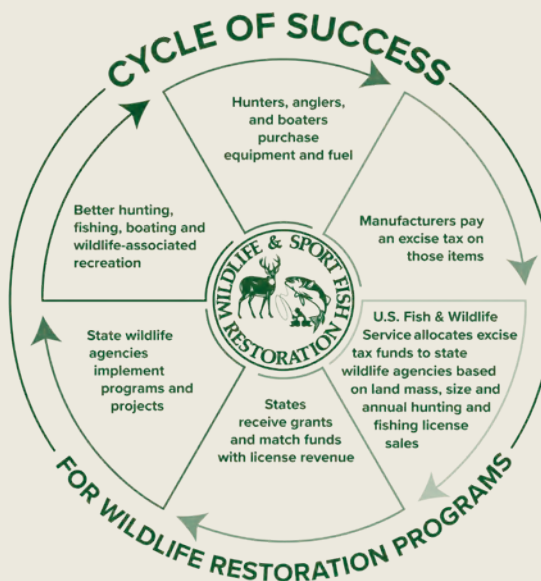 CYCLE OF SUCCESS
Hunters, anglers,
and boaters
purchase
equipment and fuel
Manufacturers pay
an excise tax on
those items
U.S. Fish & Wildlife
Service allocates excise
tax funds to state
wildlife agencies based
on land mass, size and
annual hunting and
fishing license
sales
States
receive grants
and match funds
with license revenue
State wildlife
agencies
implement
programs and
projects
Better hunting,
fishing, boating and
wildlife-associated
recreation
WILDLIFE & SPORT FISH
RESTORATION
FOR WILDLIFE RESTORATION PROGRAMS